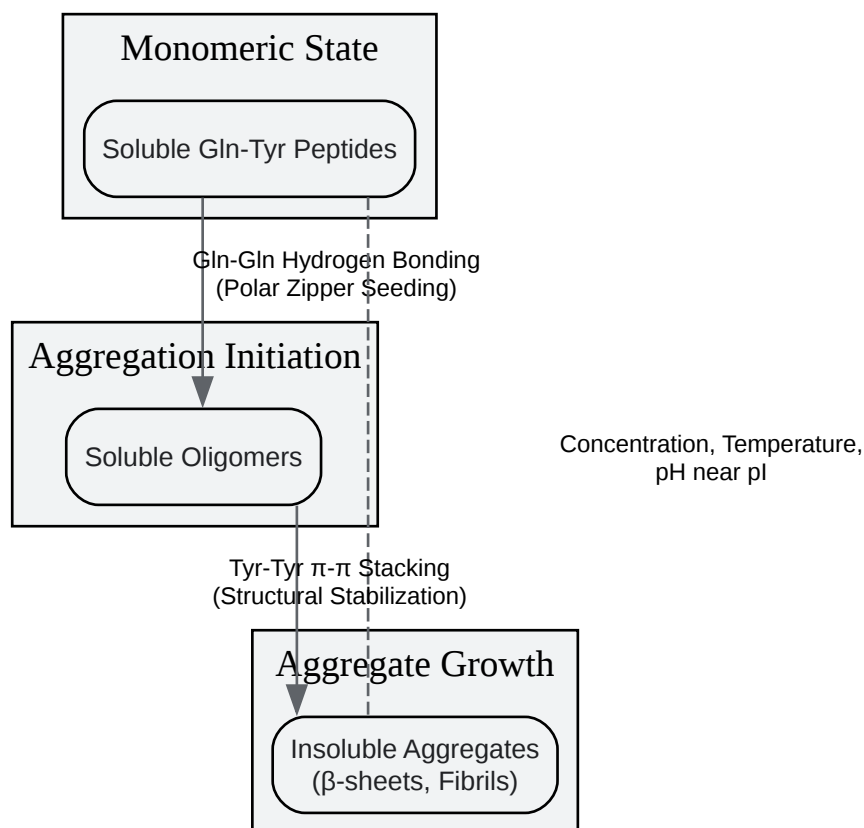 Monomeric State
Soluble Gln-Tyr Peptides
Gln-Gln Hydrogen Bonding
(Polar Zipper Seeding)
Aggregation Initiation
Soluble Oligomers
Concentration, Temperature,
pH near pI
Tyr-Tyr π-π Stacking
(Structural Stabilization)
Aggregate Growth
Insoluble Aggregates
(β-sheets, Fibrils)